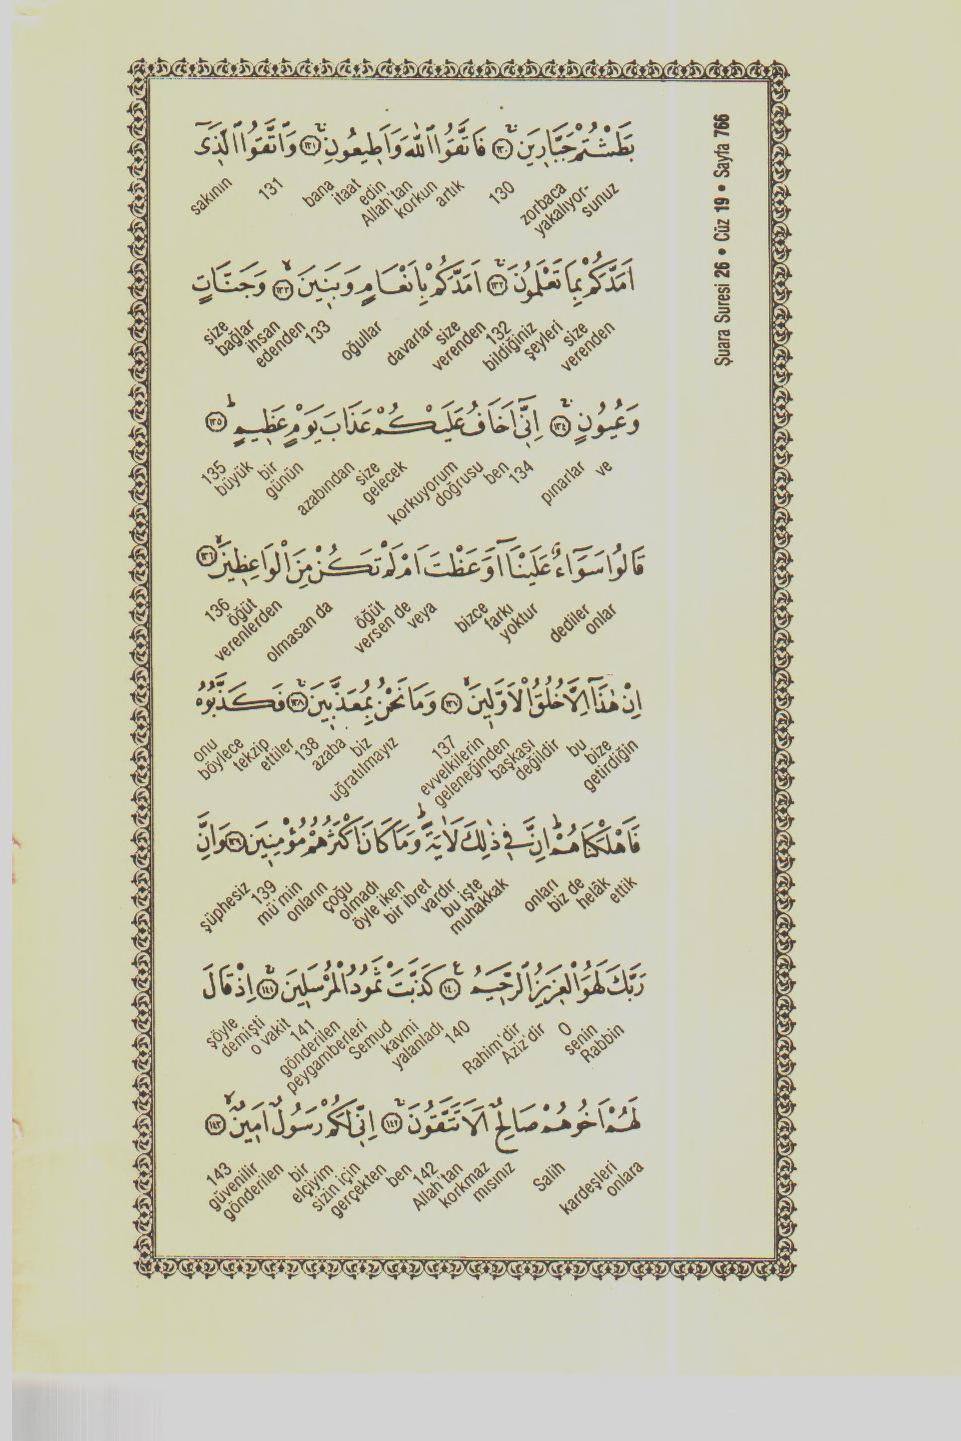 Şuara Suresi 26 • Cüz 19 • Sayfa 766
بَطَشْتُمْ جَبَّار۪ينَۚ ﴿١٣٠﴾ فَاتَّقُوا اللّٰهَ وَاَط۪يعُونِۚ ﴿١٣١﴾ وَاتَّقُوا الَّذ۪ٓي
zorbaca yakalıyor-sunuz 130 artık korkun Allah'tan edin itaat bana 131 sakının
اَمَدَّكُمْ بِمَا تَعْلَمُونَۚ ﴿١٣٢﴾ اَمَدَّكُمْ بِاَنْعَامٍ وَبَن۪ينَۙ ﴿١٣٣﴾ وَجَنَّاتٍ
size verenden şeyleri bildiğiniz 132 size verenden davarlar oğullar 133 ihsan edenden size bağlar
وَعُيُونٍۚ ﴿١٣٤﴾ اِنّ۪ٓي اَخَافُ عَلَيْكُمْ عَذَابَ يَوْمٍ عَظ۪يمٍۜ ﴿١٣٥﴾
ve pınarlar 134 ben doğrusu korkuyorum size gelecek azabından bir günün büyük 135
قَالُوا سَوَٓاءٌ عَلَيْنَٓا اَوَعَظْتَ اَمْ لَمْ تَكُنْ مِنَ الْوَاعِظ۪ينَۙ ﴿١٣٦﴾
onlar dediler farkı yoktur bizce veya öğüt versen de olmasan da öğüt verenlerden 136
اِنْ هٰذَٓا اِلَّا خُلُقُ الْاَوَّل۪ينَۙ ﴿١٣٧﴾ وَمَا نَحْنُ بِمُعَذَّب۪ينَۚ ﴿١٣٨﴾ فَكَذَّبُوهُ
bize getirdiğin bu değildir başkası geleneğinden evvelkilerin 137 biz uğratılmayız azaba 138 böylece tekzip ettiler onu
فَاَهْلَكْنَاهُمْۜ اِنَّ ف۪ي ذٰلِكَ لَاٰيَةًۜ وَمَا كَانَ اَكْثَرُهُمْ مُؤْمِن۪ينَ ﴿١٣٩﴾ وَاِنَّ
biz de helâk ettik onları muhakkak bu işte vardır bir ibret öyle iken olmadı çoğu onların mü'min 139 şüphesiz
رَبَّكَ لَهُوَ الْعَز۪يزُ الرَّح۪يمُ۟ ﴿١٤٠﴾ كَذَّبَتْ ثَمُودُ الْمُرْسَل۪ينَۚ ﴿١٤١﴾ اِذْ قَالَ
senin Rabbin O Aziz'dir Rahim'dir 140 yalanladı kavmi Semud peygamberleri gönderilen 141 o vakit şöyle demişti
لَهُمْ اَخُوهُمْ صَالِحٌ اَلَا تَتَّقُونَۚ ﴿١٤٢﴾ اِنّ۪ي لَكُمْ رَسُولٌ اَم۪ينٌۙ ﴿١٤٣﴾
onlara kardeşleri Salih korkmaz mısınız Allah'tan 142 ben gerçekten sizin için bir elçiyim gönderilen güvenilir 143